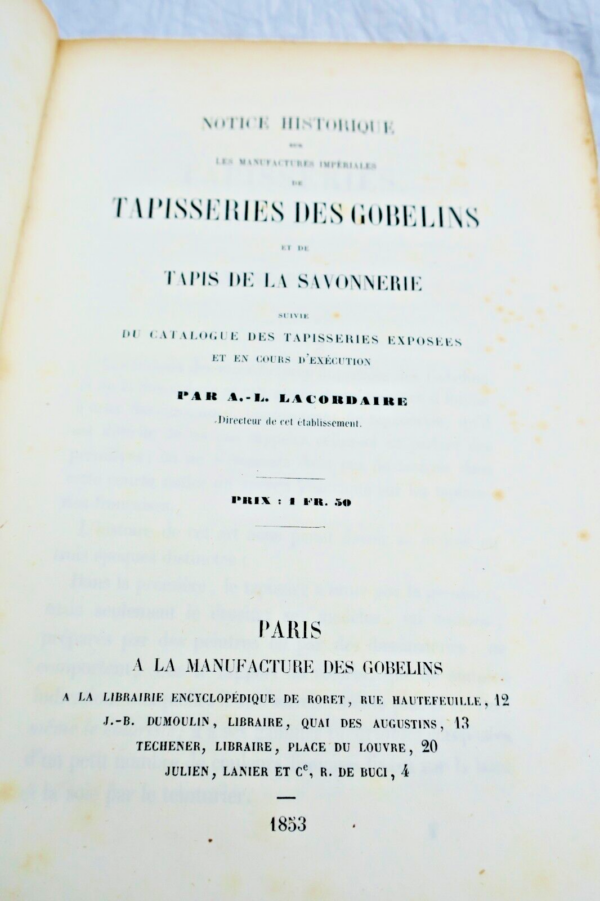 NOTICE HISTORIQUE
SUR
LES MANUFACTURES IMPÉRIALES
DE
TAPISSERIES DES GOBELINS
ET DE
TAPIS DE LA SAVONNERIE
SUIVIE
DU CATALOGUE DES TAPISSERIES EXPOSÉES
ET EN COURS D'EXÉCUTION
PAR A.-L. LACORDAIRE
Directeur de cet établissement.
PRIX : 1 FR. 50
PARIS
A LA MANUFACTURE DES GOBELINS
A LA LIBRAIRIE ENCYCLOPÉDIQUE DE RORET, RUE HAUTEFEUILLE, 12
J.-B. DUMOULIN, LIBRAIRE, QUAI DES AUGUSTINS, 13
TECHENER, LIBRAIRE, PLACE DU LOUVRE, 20
JULIEN, LANIER ET Cᵉ, R. DE BUCI, 4
1853